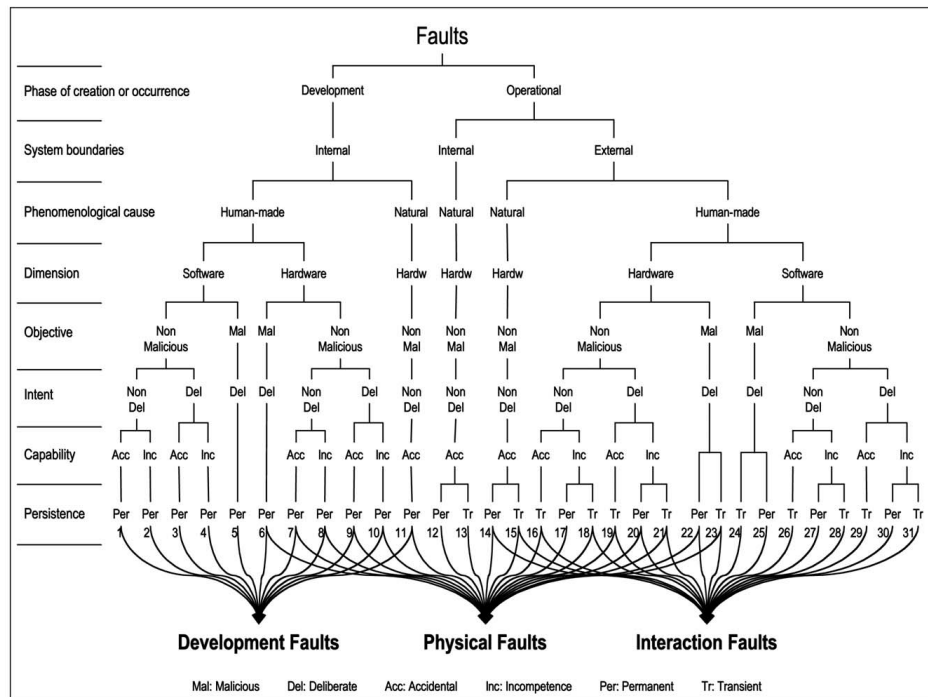 Faults
Phase of creation or occurrence Development Operational
System boundaries Internal Internal External
Phenomenological cause Human-made Natural Natural Natural Human-made
Dimension Software Hardware Hardw Hardw Hardw Hardware Software
Objective Non Malicious Mal Mal Non Malicious Non Mal Non Mal Non Mal Non Malicious Mal Mal Non Malicious
Intent Non Del Del Del Del Non Del Del Non Del Non Del Non Del Non Del Del Del Del Non Del Del
Capability Acc Inc Acc Inc Acc Inc Acc Inc Acc Acc Acc Acc Inc Acc Inc Acc Inc Acc Inc
Persistence Per Per Per Per Per Per Per Per Per Per Per Per Tr Per Tr Tr Per Tr Tr Per Tr Per Tr Tr Per Tr Per Tr Tr Per Tr
1 2 3 4 5 6 7 8 9 10 11 12 13 14 15 16 17 18 19 20 21 22 23 24 25 26 27 28 29 30 31
Development Faults Physical Faults Interaction Faults
Mal: Malicious Del: Deliberate Acc: Accidental Inc: Incompetence Per: Permanent Tr: Transient